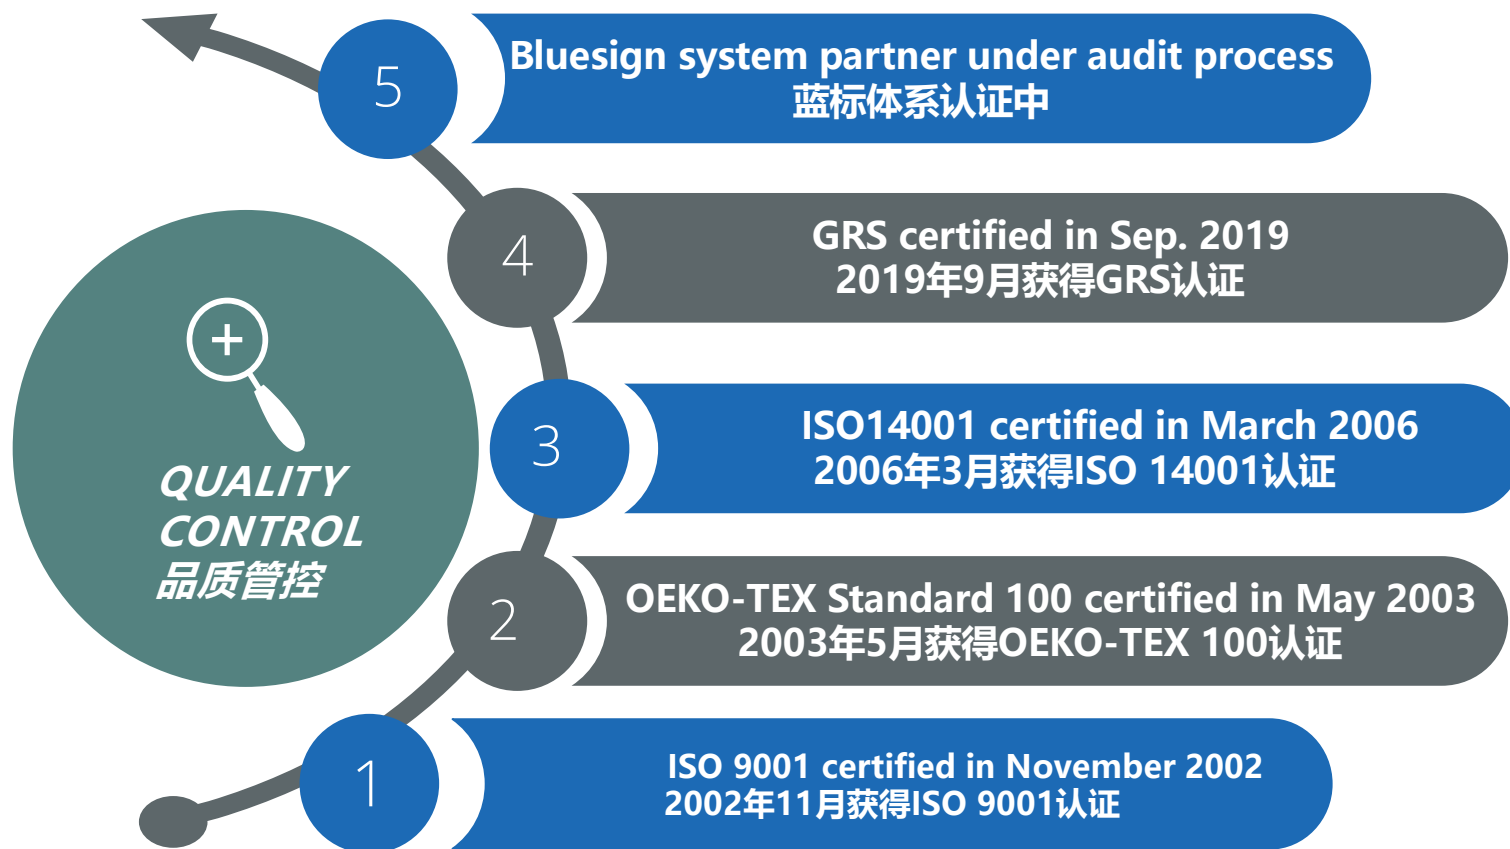 5
Bluesign system partner under audit process
蓝标体系认证中
4
GRS certified in Sep. 2019
2019年9月获得GRS认证
3
ISO14001 certified in March 2006
2006年3月获得ISO 14001认证
QUALITY
CONTROL
品质管控
2
OEKO-TEX Standard 100 certified in May 2003
2003年5月获得OEKO-TEX 100认证
1
ISO 9001 certified in November 2002
2002年11月获得ISO 9001认证